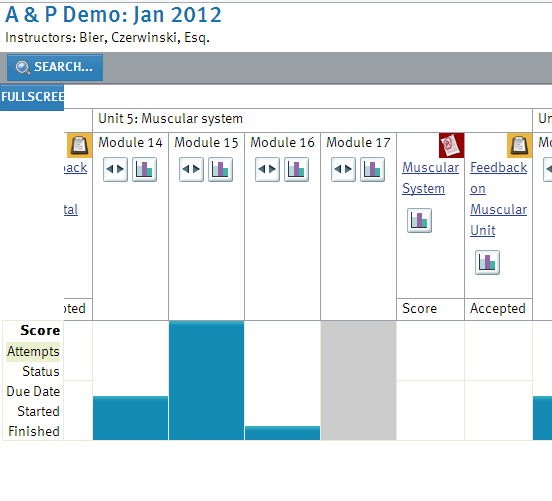 A & P Demo: Jan 2012
Instructors: Bier, Czerwinski, Esq.
SEARCH...
FULLSCREE
Unit 5: Muscular system
Un
Module 14
Module 15
Module 16
Module 17
Mo
back
tal
Muscular
System
Feedback
on
Muscular
Unit
pted
Score
Accepted
Score
Attempts
Status
Due Date
Started
Finished